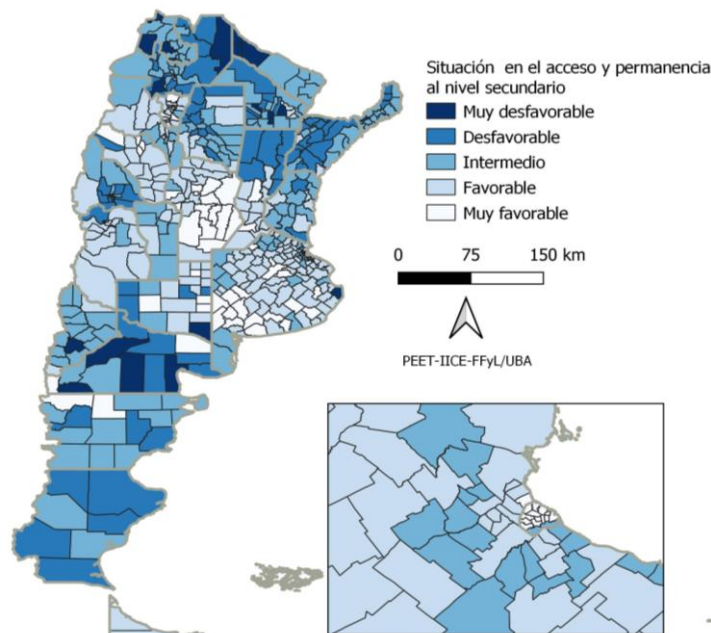 Situación en el acceso y permanencia
al nivel secundario
Muy desfavorable
Desfavorable
Intermedio
Favorable
Muy favorable
0 75 150 km
PEET-IICE-FFyL/UBA